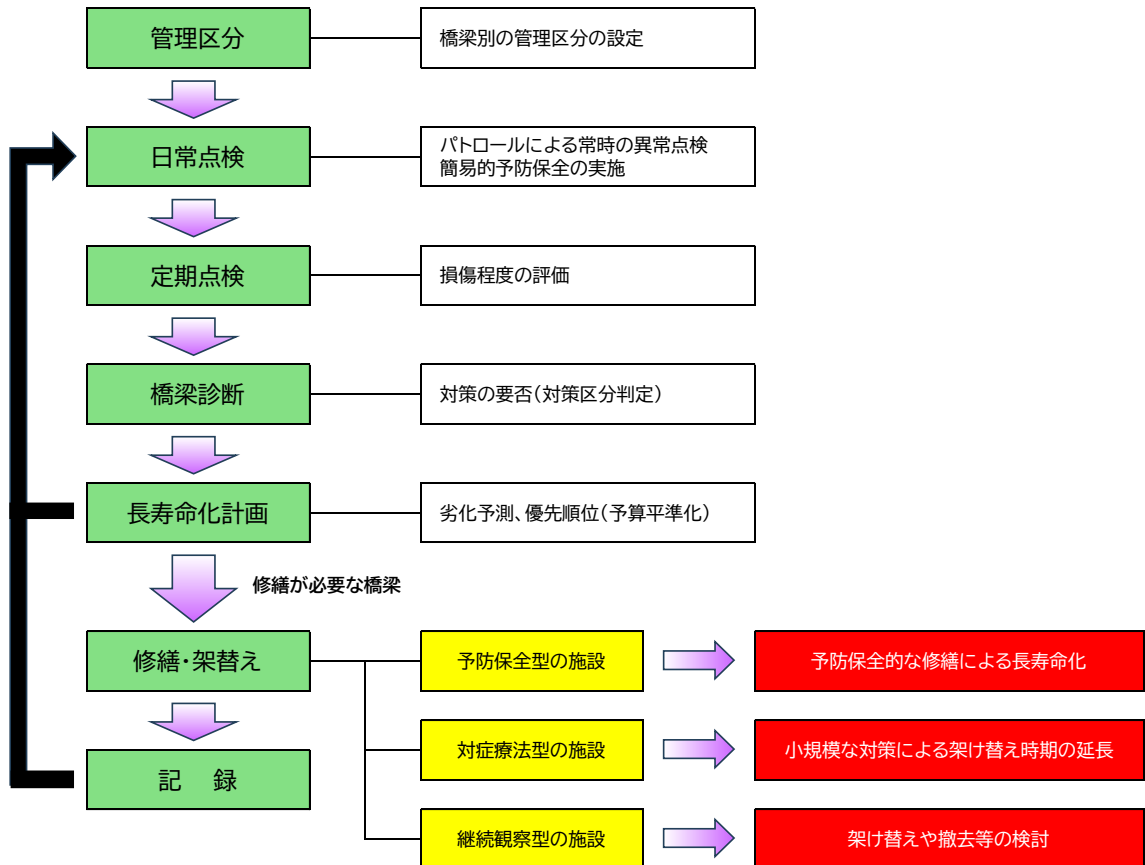 管理区分
橋梁別の管理区分の設定
日常点検
パトロールによる常時の異常点検
簡易的予防保全の実施
定期点検
損傷程度の評価
橋梁診断
対策の要否(対策区分判定)
長寿命化計画
劣化予測、優先順位(予算平準化)
修繕が必要な橋梁
修繕・架替え
予防保全型の施設
予防保全的な修繕による長寿命化
対症療法型の施設
小規模な対策による架け替え時期の延長
記　録
継続観察型の施設
架け替えや撤去等の検討